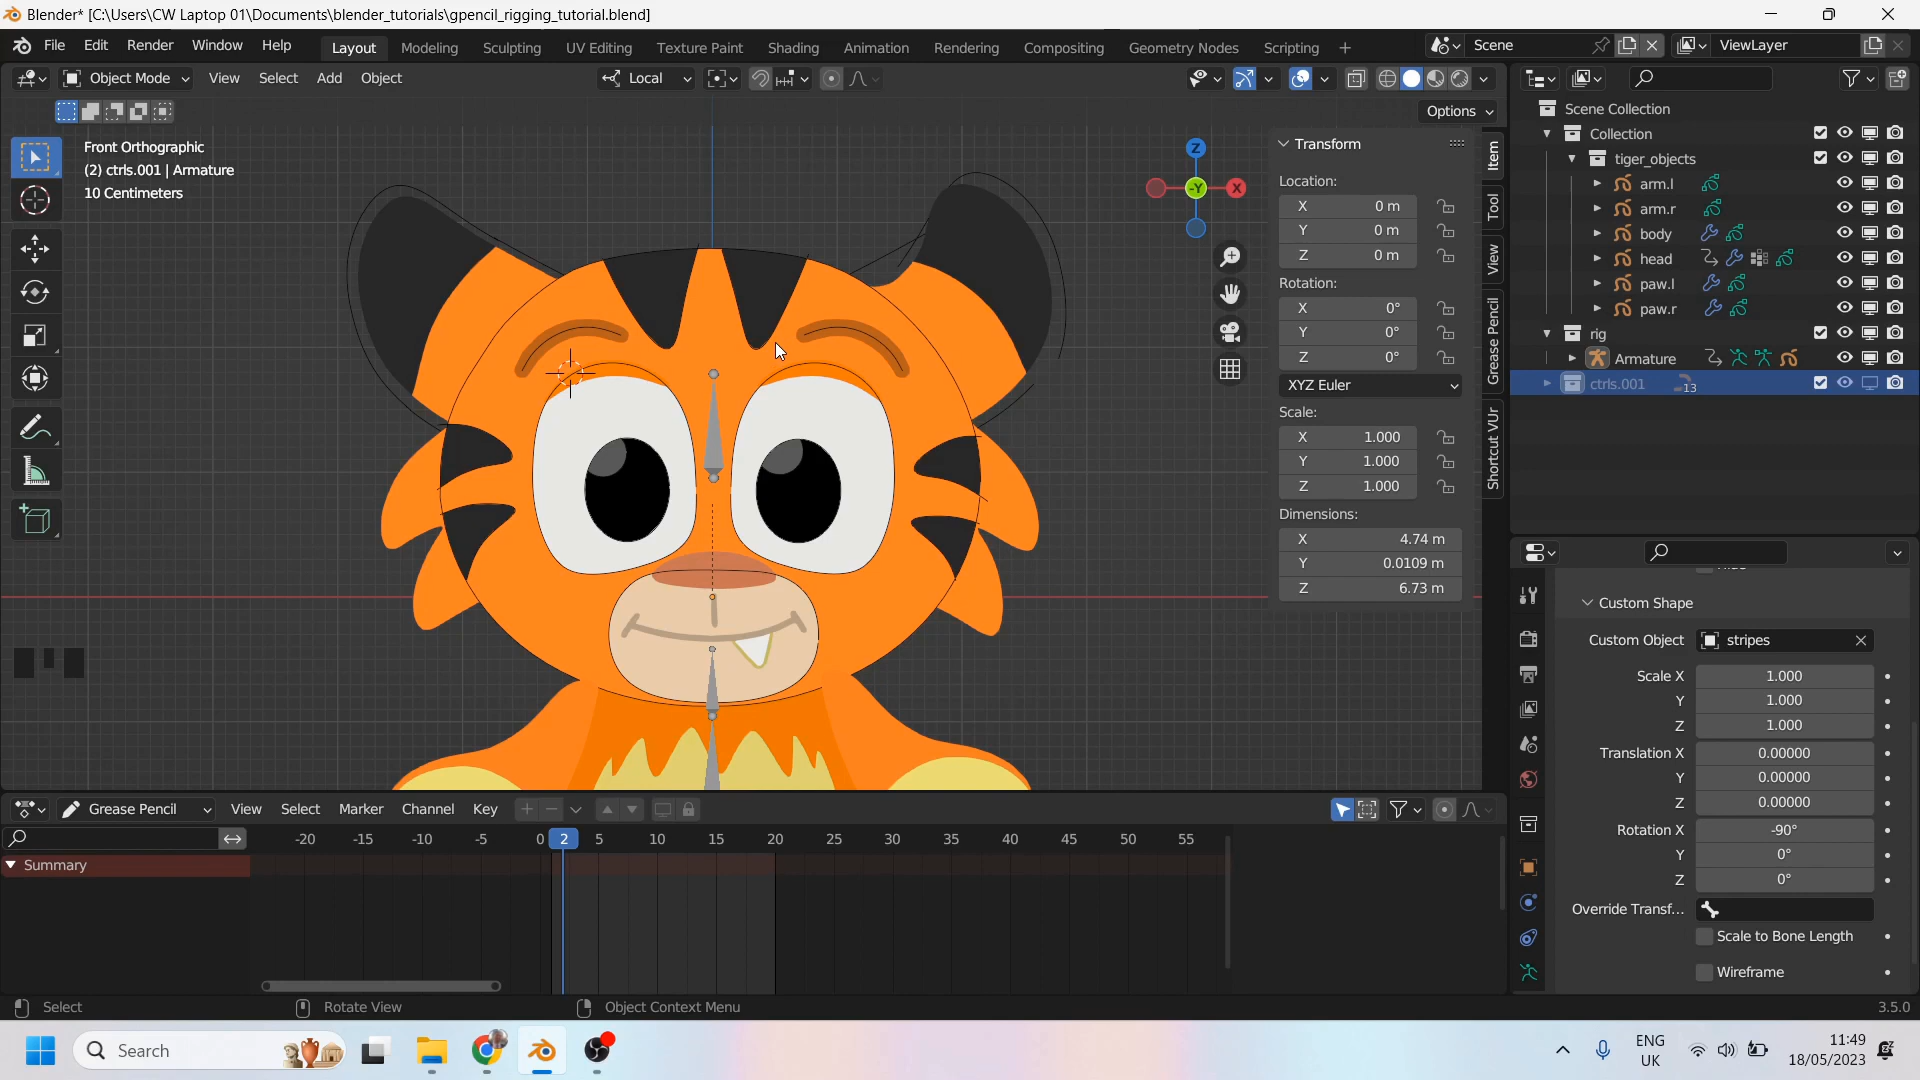 Blender* [C:\Users\CW Laptop 01\Documents\blender_tutorials\gpencil_rigging_tutorial.blend]
File Edit Render Window Help Layout Modeling Sculpting UV Editing Texture Paint Shading Animation Rendering Compositing Geometry Nodes Scripting + Scene ViewLayer
Object Mode View Select Add Object Local
Options
Front Orthographic
(2) ctrls.001 | Armature
10 Centimeters
Z
-Y
X
Transform
Location:
X 0 m
Y 0 m
Z 0 m
Rotation:
X 0°
Y 0°
Z 0°
XYZ Euler
Scale:
X 1.000
Y 1.000
Z 1.000
Dimensions:
X 4.74 m
Y 0.0109 m
Z 6.73 m
Item
Tool
View
Grease Pencil
Shortcut VUr
Scene Collection
Collection
tiger_objects
arm.l
arm.r
body
head
paw.l
paw.r
rig
Armature
ctrls.001 13
Custom Shape
Custom Object stripes
Scale X 1.000
Y 1.000
Z 1.000
Translation X 0.00000
Y 0.00000
Z 0.00000
Rotation X -90°
Y 0°
Z 0°
Override Transf...
Scale to Bone Length
Wireframe
Grease Pencil View Select Marker Channel Key
-20 -15 -10 -5 0 2 5 10 15 20 25 30 35 40 45 50 55
Summary
Select Rotate View Object Context Menu 3.5.0
Search
ENG
UK
11:49
18/05/2023